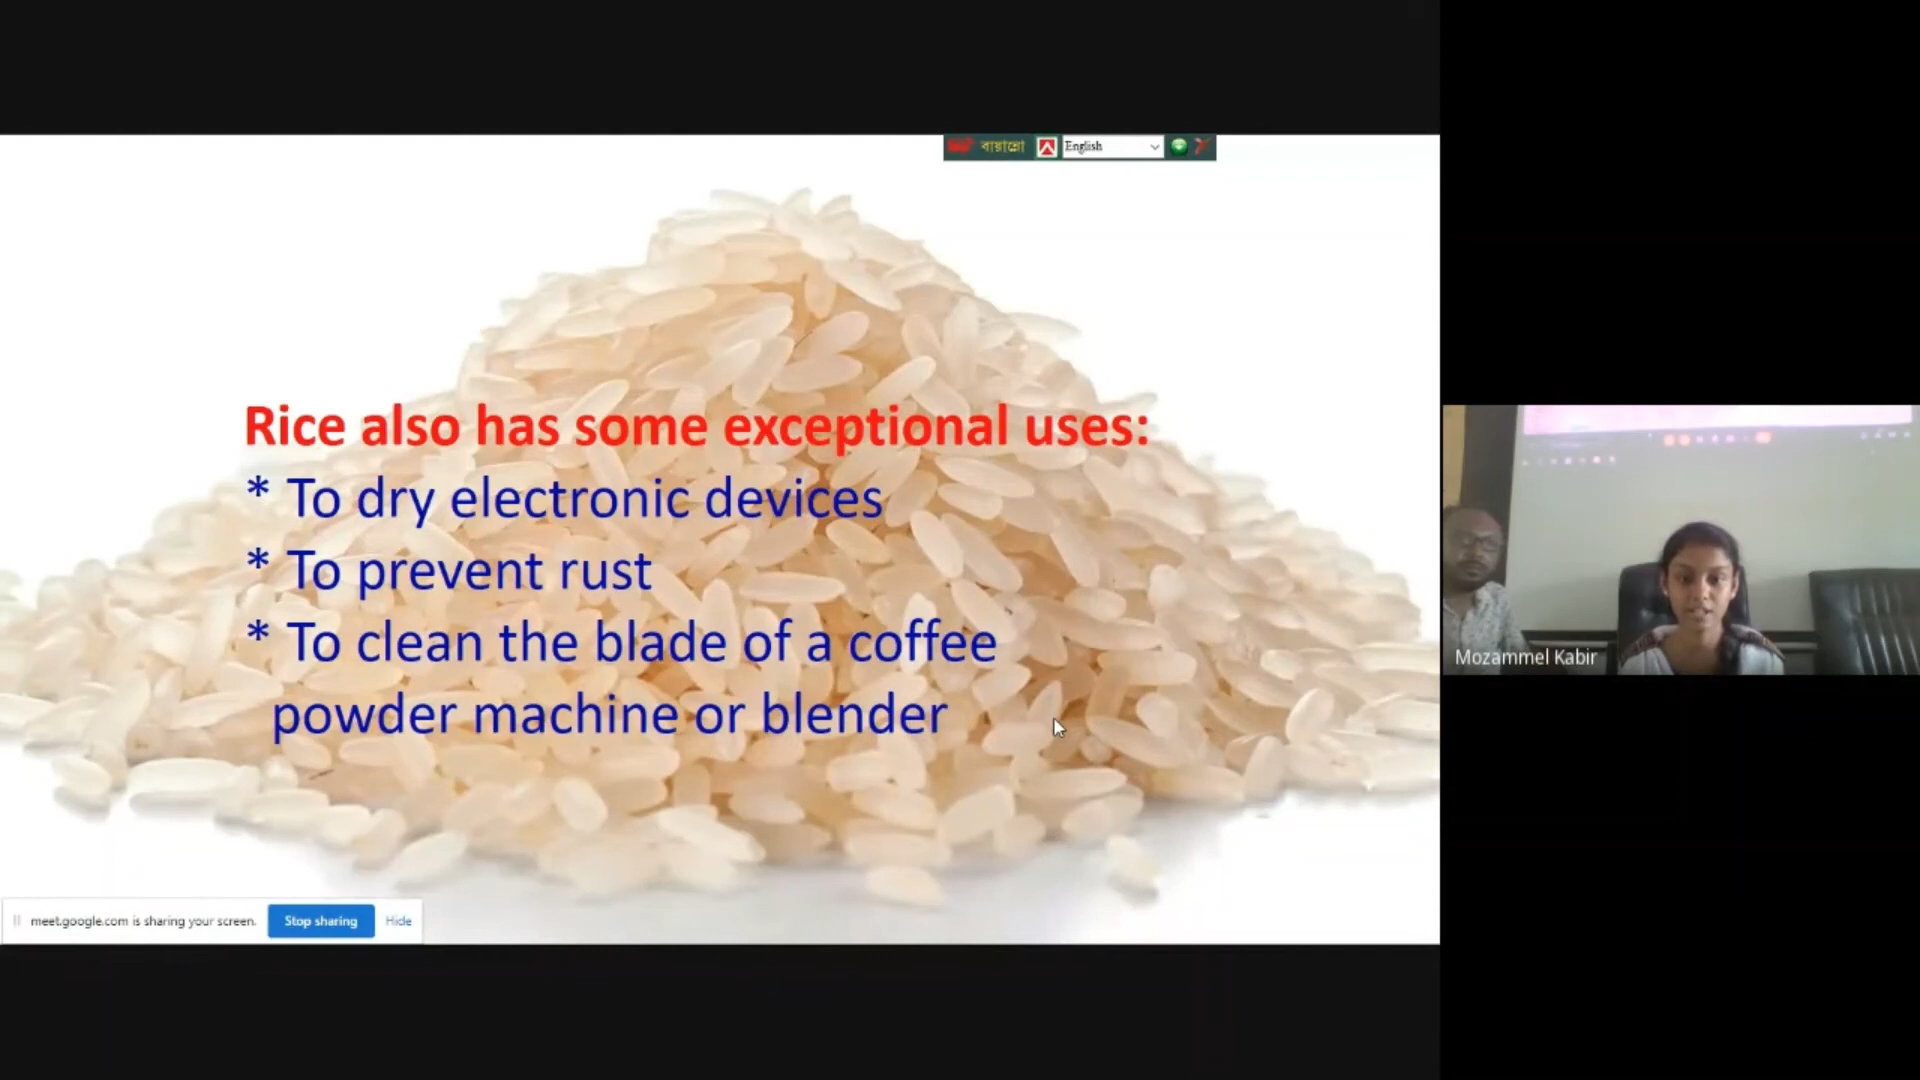 বায়ান্নো
English
Rice also has some exceptional uses:
* To dry electronic devices
* To prevent rust
* To clean the blade of a coffee
powder machine or blender
Mozammel Kabir
meet.google.com is sharing your screen.
Stop sharing
Hide